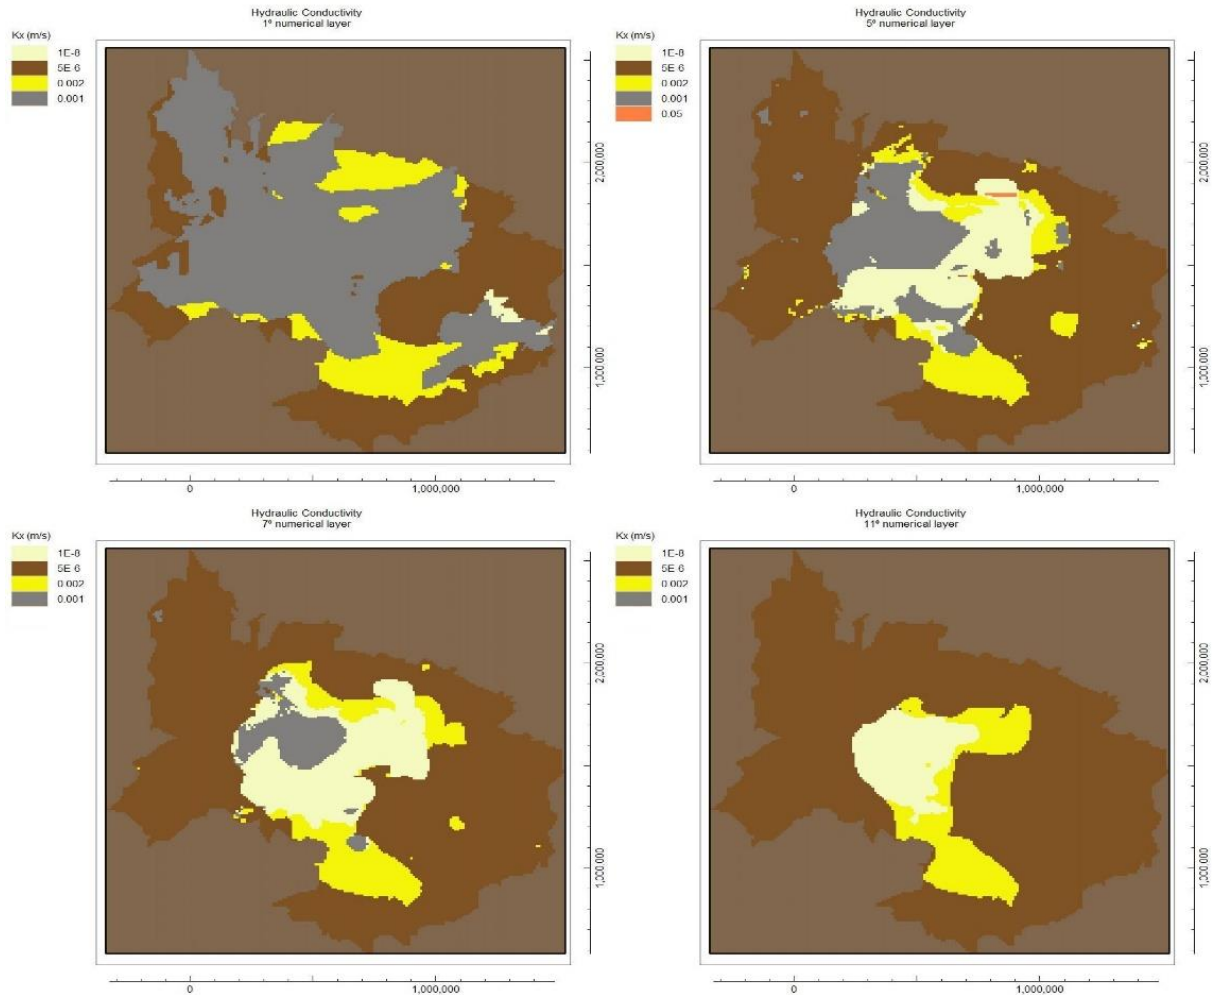 Hydraulic Conductivity
1º numerical layer
Kx (m/s)
1E-8
5E-6
0.002
0.001
2,000,000
1,000,000
0
1,000,000
Hydraulic Conductivity
5º numerical layer
Kx (m/s)
1E-8
5E-6
0.002
0.001
0.05
2,000,000
1,000,000
0
1,000,000
Hydraulic Conductivity
7º numerical layer
Kx (m/s)
1E-8
5E-6
0.002
0.001
2,000,000
1,000,000
0
1,000,000
Hydraulic Conductivity
11º numerical layer
Kx (m/s)
1E-8
5E-6
0.002
0.001
2,000,000
1,000,000
0
1,000,000